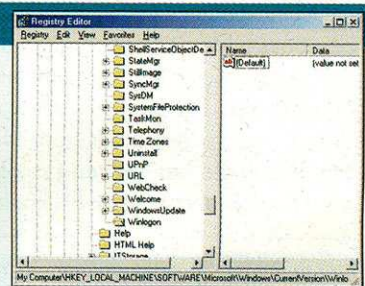 Registry Editor
Registry Edit View Favorites Help
ShellServiceObjectDe
StateMgr
StillImage
SyncMgr
SysDM
SystemFileProtection
TaskMon
Telephony
Time Zones
Uninstall
UPnP
URL
WebCheck
Welcome
WindowsUpdate
Winlogon
Help
HTML Help
ITStorage
Name Data
ab (Default) (value not set
My Computer\HKEY_LOCAL_MACHINE\SOFTWARE\Microsoft\Windows\CurrentVersion\Winlo